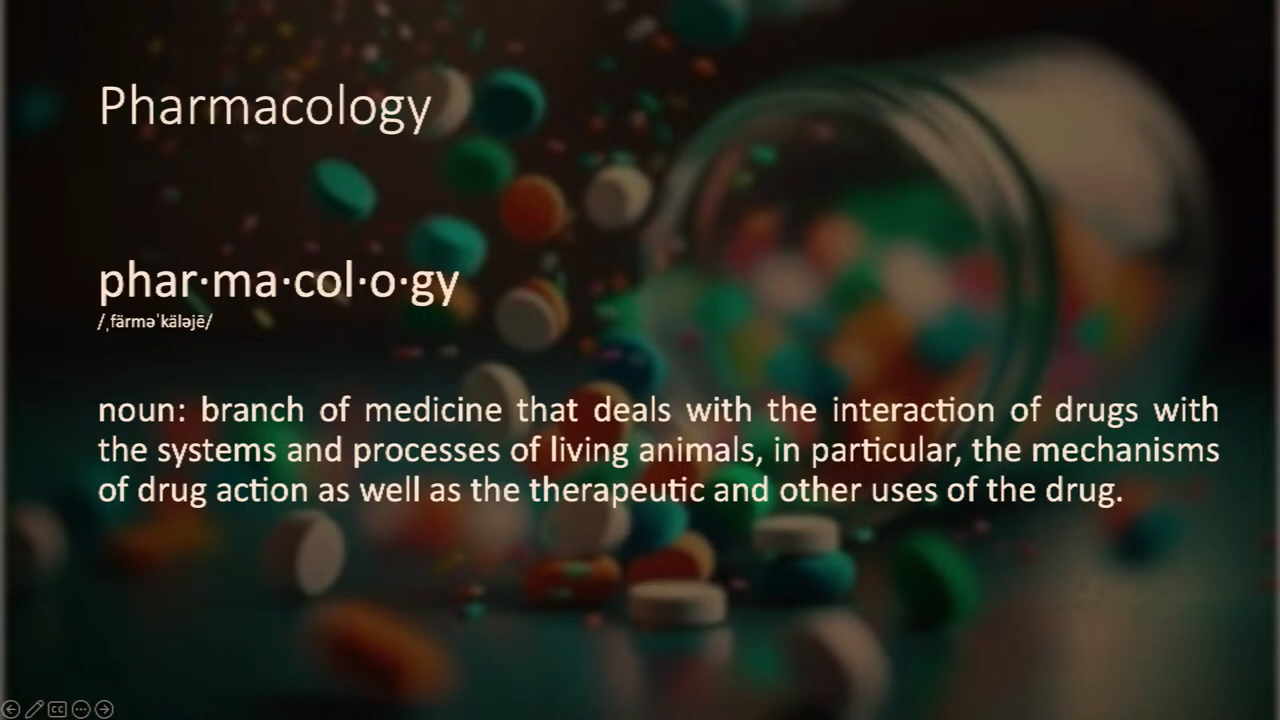 Pharmacology
phar·ma·col·o·gy
/ˌfärməˈkäləjē/
noun: branch of medicine that deals with the interaction of drugs with
the systems and processes of living animals, in particular, the mechanisms
of drug action as well as the therapeutic and other uses of the drug.
CC